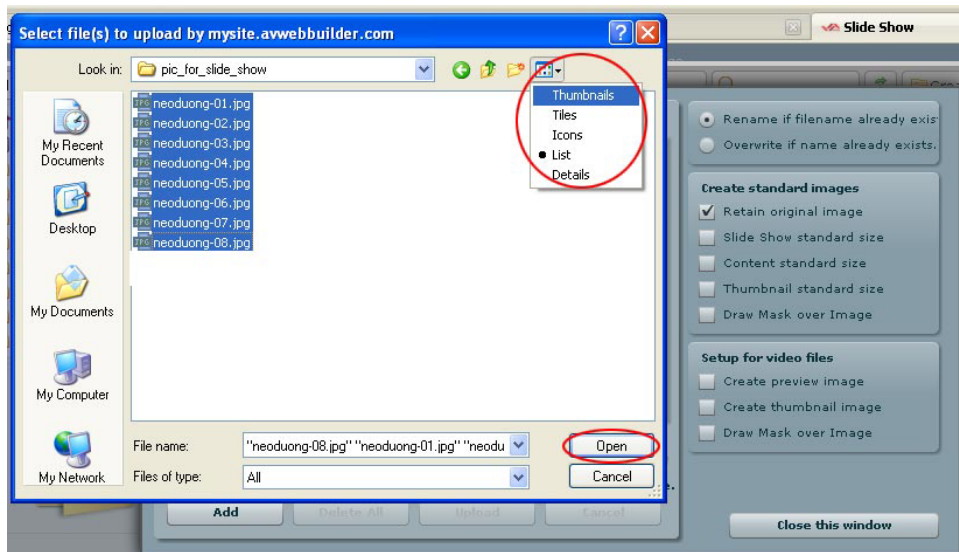 Slide Show
Select file(s) to upload by mysite.avwebbuilder.com
Look in:
pic_for_slide_show
My Recent
Documents
Desktop
My Documents
My Computer
My Network
neoduong-01.jpg
neoduong-02.jpg
neoduong-03.jpg
neoduong-04.jpg
neoduong-05.jpg
neoduong-06.jpg
neoduong-07.jpg
neoduong-08.jpg
Thumbnails
Tiles
Icons
List
Details
File name:
"neoduong-08.jpg" "neoduong-01.jpg" "neodu
Open
Files of type:
All
Cancel
Rename if filename already exis
Overwrite if name already exists.
Create standard images
Retain original image
Slide Show standard size
Content standard size
Thumbnail standard size
Draw Mask over Image
Setup for video files
Create preview image
Create thumbnail image
Draw Mask over Image
Add
Delete All
Upload
Cancel
Close this window